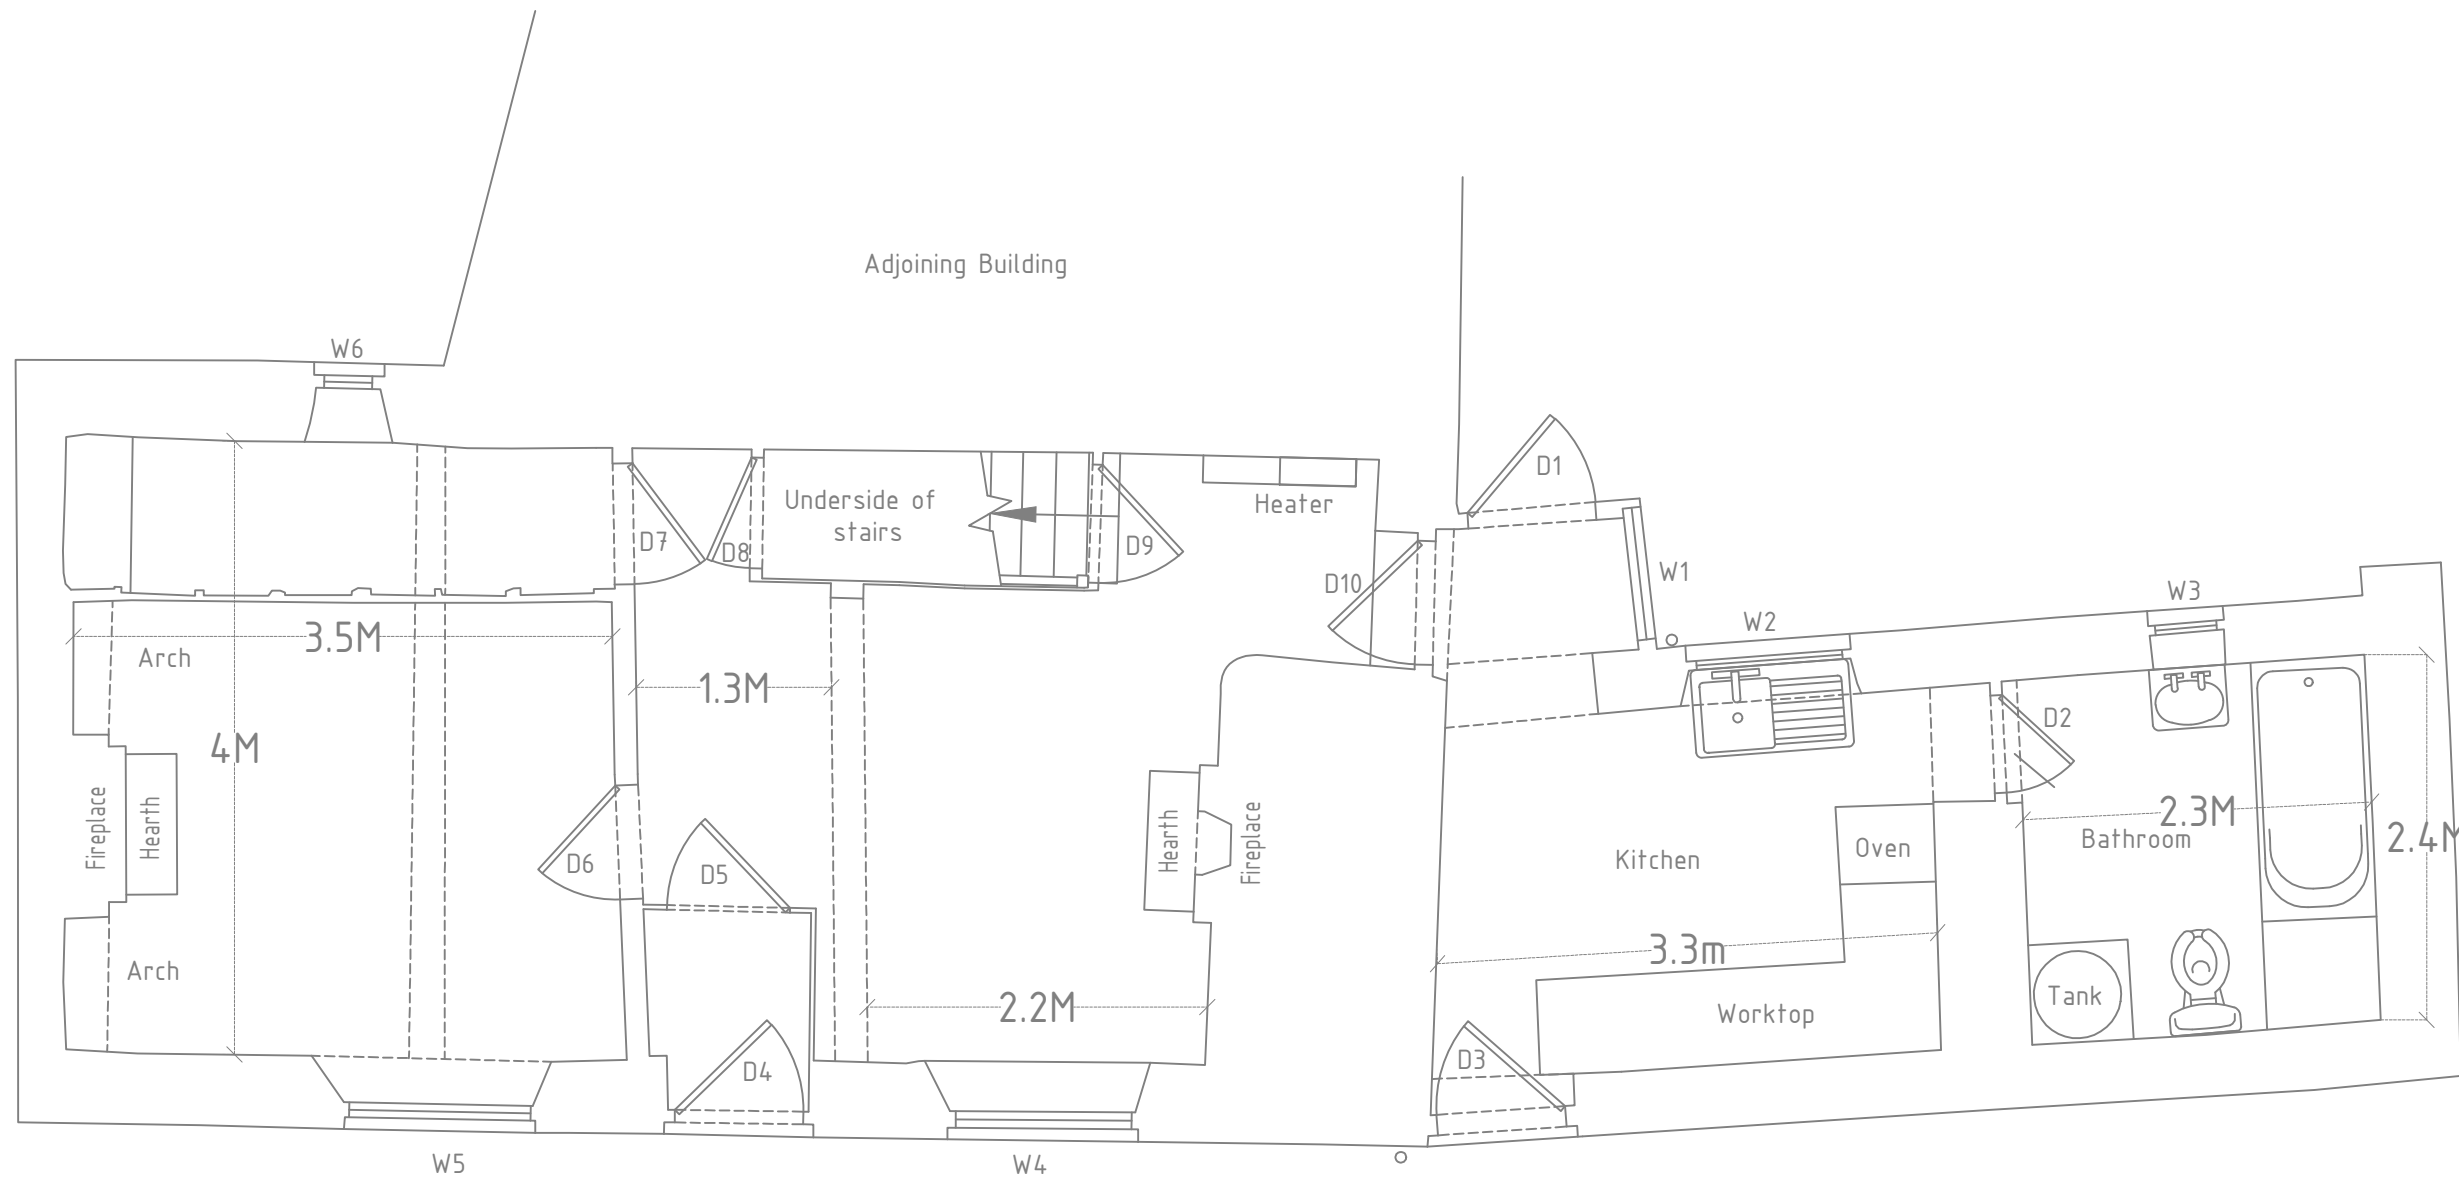 Adjoining Building
W6
D1
Underside of
stairs
Heater
D7
D8
D9
D10
W1
W3
W2
3.5M
Arch
1.3M
D2
4M
2.3M
2.4M
Bathroom
Fireplace
Hearth
D6
D5
Hearth
Fireplace
Kitchen
Oven
3.3m
Arch
2.2M
Tank
Worktop
D4
D3
W5
W4